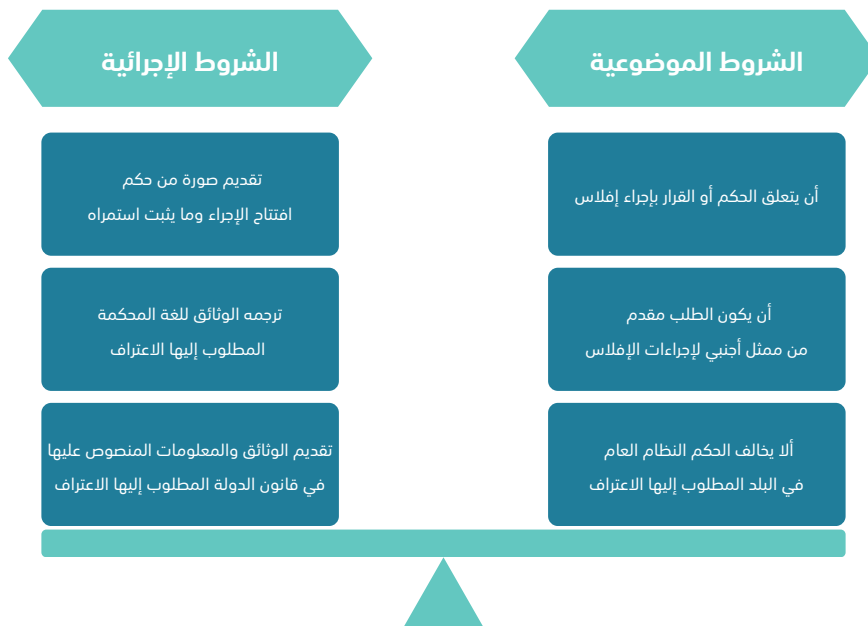 الشروط الموضوعية
أن يتعلق الحكم أو القرار بإجراء إفلاس
أن يكون الطلب مقدم
من ممثل أجنبي لإجراءات الإفلاس
ألا يخالف الحكم النظام العام
في البلد المطلوب إليها الاعتراف
الشروط الإجرائية
تقديم صورة من حكم
افتتاح الإجراء وما يثبت استمراه
ترجمه الوثائق للغة المحكمة
المطلوب إليها الاعتراف
تقديم الوثائق والمعلومات المنصوص عليها
في قانون الدولة المطلوب إليها الاعتراف